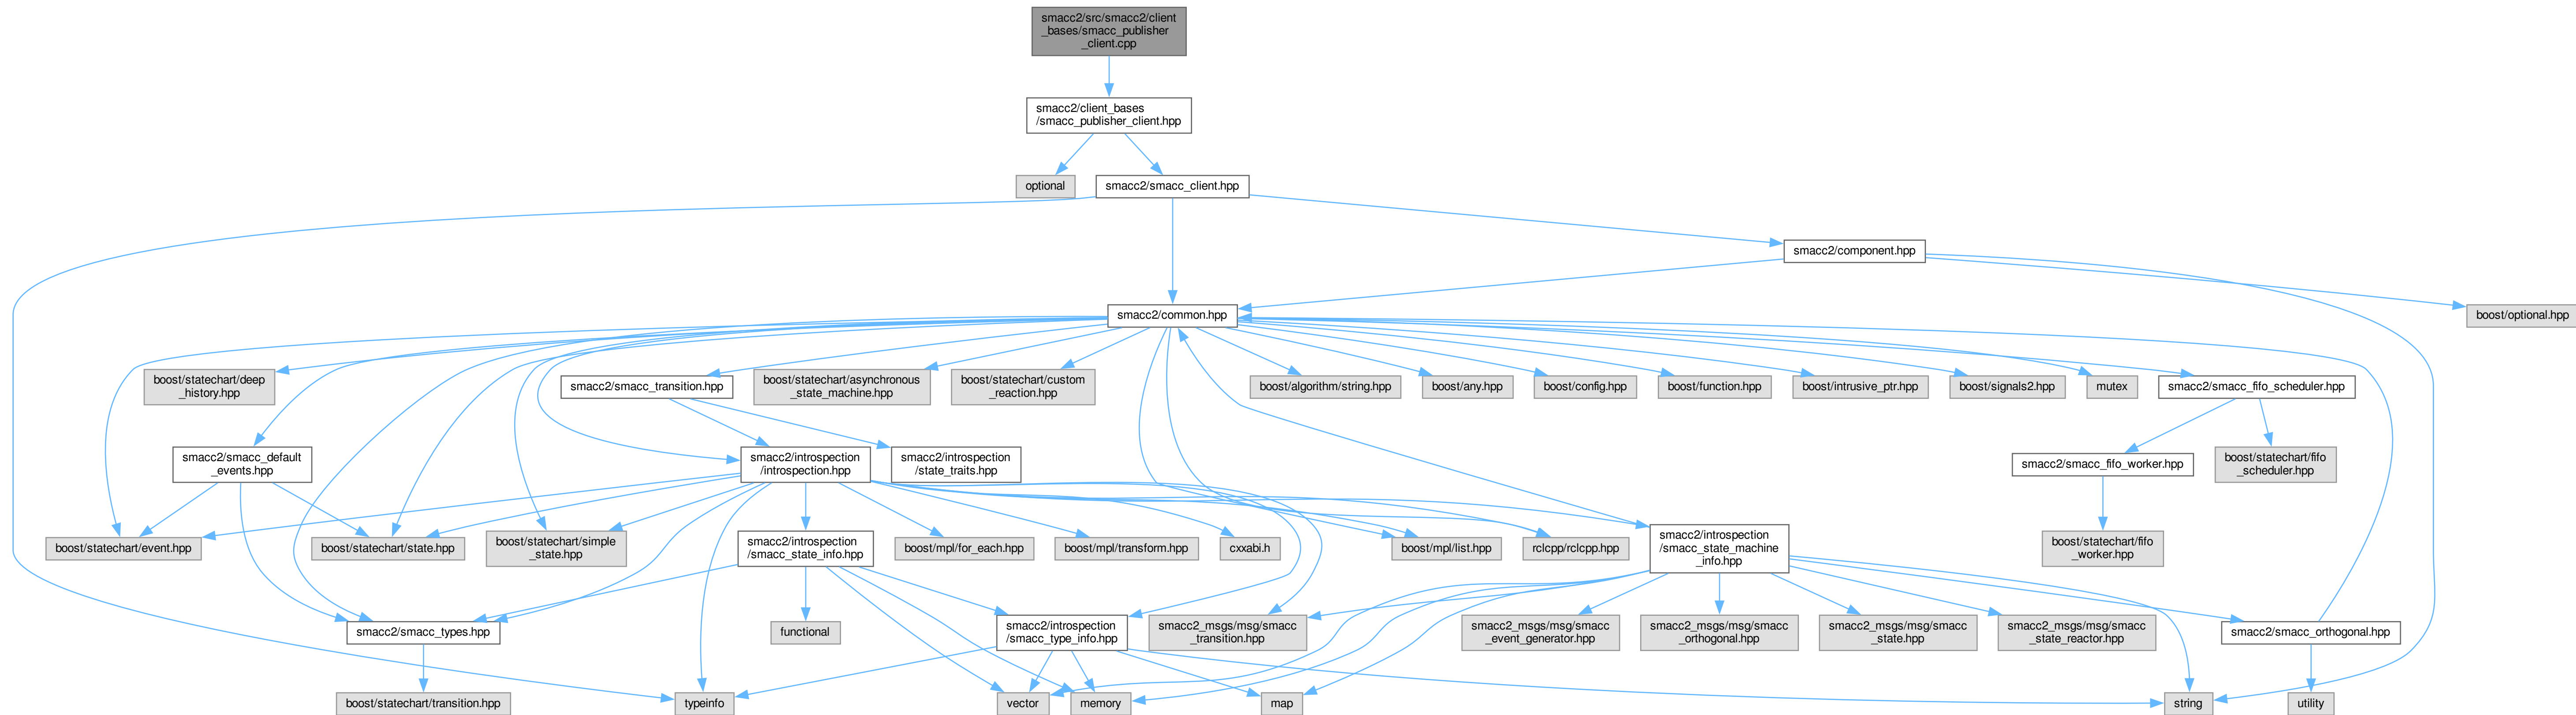 smacc2/src/smacc2/client
_bases/smacc_publisher
_client.cpp
smacc2/client_bases
/smacc_publisher_client.hpp
optional
smacc2/smacc_client.hpp
smacc2/component.hpp
smacc2/common.hpp
boost/optional.hpp
boost/statechart/deep
_history.hpp
smacc2/smacc_transition.hpp
boost/statechart/asynchronous
_state_machine.hpp
boost/statechart/custom
_reaction.hpp
boost/algorithm/string.hpp
boost/any.hpp
boost/config.hpp
boost/function.hpp
boost/intrusive_ptr.hpp
boost/signals2.hpp
mutex
smacc2/smacc_fifo_scheduler.hpp
smacc2/smacc_default
_events.hpp
smacc2/introspection
/introspection.hpp
smacc2/introspection
/state_traits.hpp
smacc2/smacc_fifo_worker.hpp
boost/statechart/fifo
_scheduler.hpp
boost/statechart/event.hpp
boost/statechart/state.hpp
boost/statechart/simple
_state.hpp
smacc2/introspection
/smacc_state_info.hpp
boost/mpl/for_each.hpp
boost/mpl/transform.hpp
cxxabi.h
boost/mpl/list.hpp
rclcpp/rclcpp.hpp
smacc2/introspection
/smacc_state_machine
_info.hpp
boost/statechart/fifo
_worker.hpp
smacc2/smacc_types.hpp
functional
smacc2/introspection
/smacc_type_info.hpp
smacc2_msgs/msg/smacc
_transition.hpp
smacc2_msgs/msg/smacc
_event_generator.hpp
smacc2_msgs/msg/smacc
_orthogonal.hpp
smacc2_msgs/msg/smacc
_state.hpp
smacc2_msgs/msg/smacc
_state_reactor.hpp
smacc2/smacc_orthogonal.hpp
boost/statechart/transition.hpp
typeinfo
vector
memory
map
string
utility